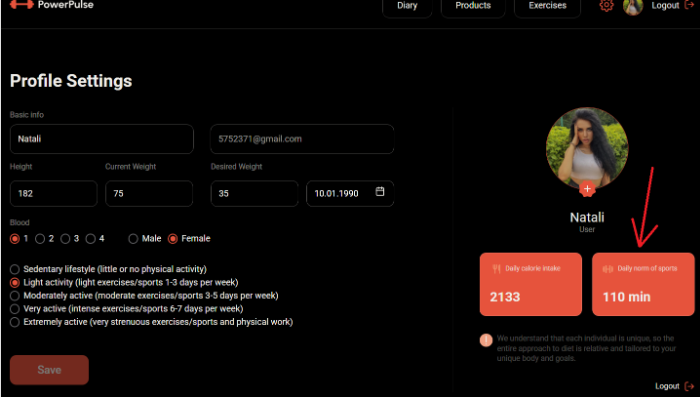 PowerPulse
Diary
Products
Exercises
Logout
Profile Settings
Basic info
Natali
5752371@gmail.com
Height
Current Weight
Desired Weight
182
75
35
10.01.1990
Blood
1
2
3
4
Male
Female
Sedentary lifestyle (little or no physical activity)
Light activity (light exercises/sports 1-3 days per week)
Moderately active (moderate exercises/sports 3-5 days per week)
Very active (intense exercises/sports 6-7 days per week)
Extremely active (very strenuous exercises/sports and physical work)
Save
Natali
User
Daily calorie intake
2133
Daily norm of sports
110 min
We understand that each individual is unique, so the
entire approach to diet is relative and tailored to your
unique body and goals.
Logout